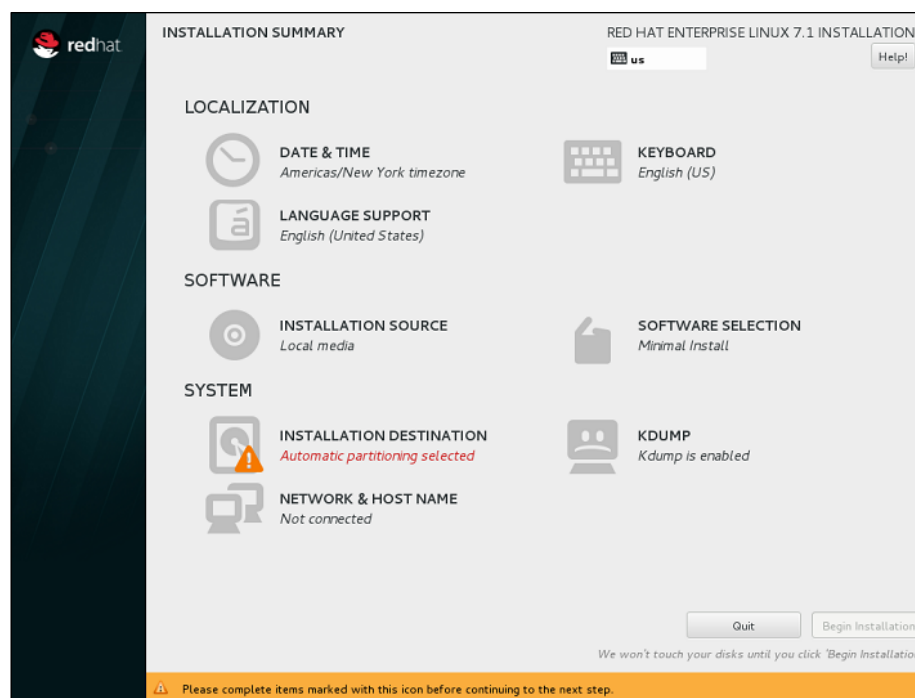 redhat
INSTALLATION SUMMARY
RED HAT ENTERPRISE LINUX 7.1 INSTALLATION
us
Help!
LOCALIZATION
DATE & TIME
Americas/New York timezone
KEYBOARD
English (US)
LANGUAGE SUPPORT
English (United States)
SOFTWARE
INSTALLATION SOURCE
Local media
SOFTWARE SELECTION
Minimal Install
SYSTEM
INSTALLATION DESTINATION
Automatic partitioning selected
KDUMP
Kdump is enabled
NETWORK & HOST NAME
Not connected
Quit
Begin Installation
We won't touch your disks until you click 'Begin Installatio
Please complete items marked with this icon before continuing to the next step.